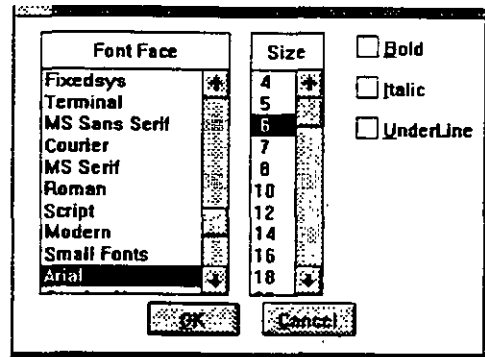 Font Face
Fixedsys
Terminal
MS Sans Serif
Courier
MS Serif
Roman
Script
Modern
Small Fonts
Arial
Size
4
5
6
7
8
10
12
14
16
18
Bold
Italic
UnderLine
OK
Cancel